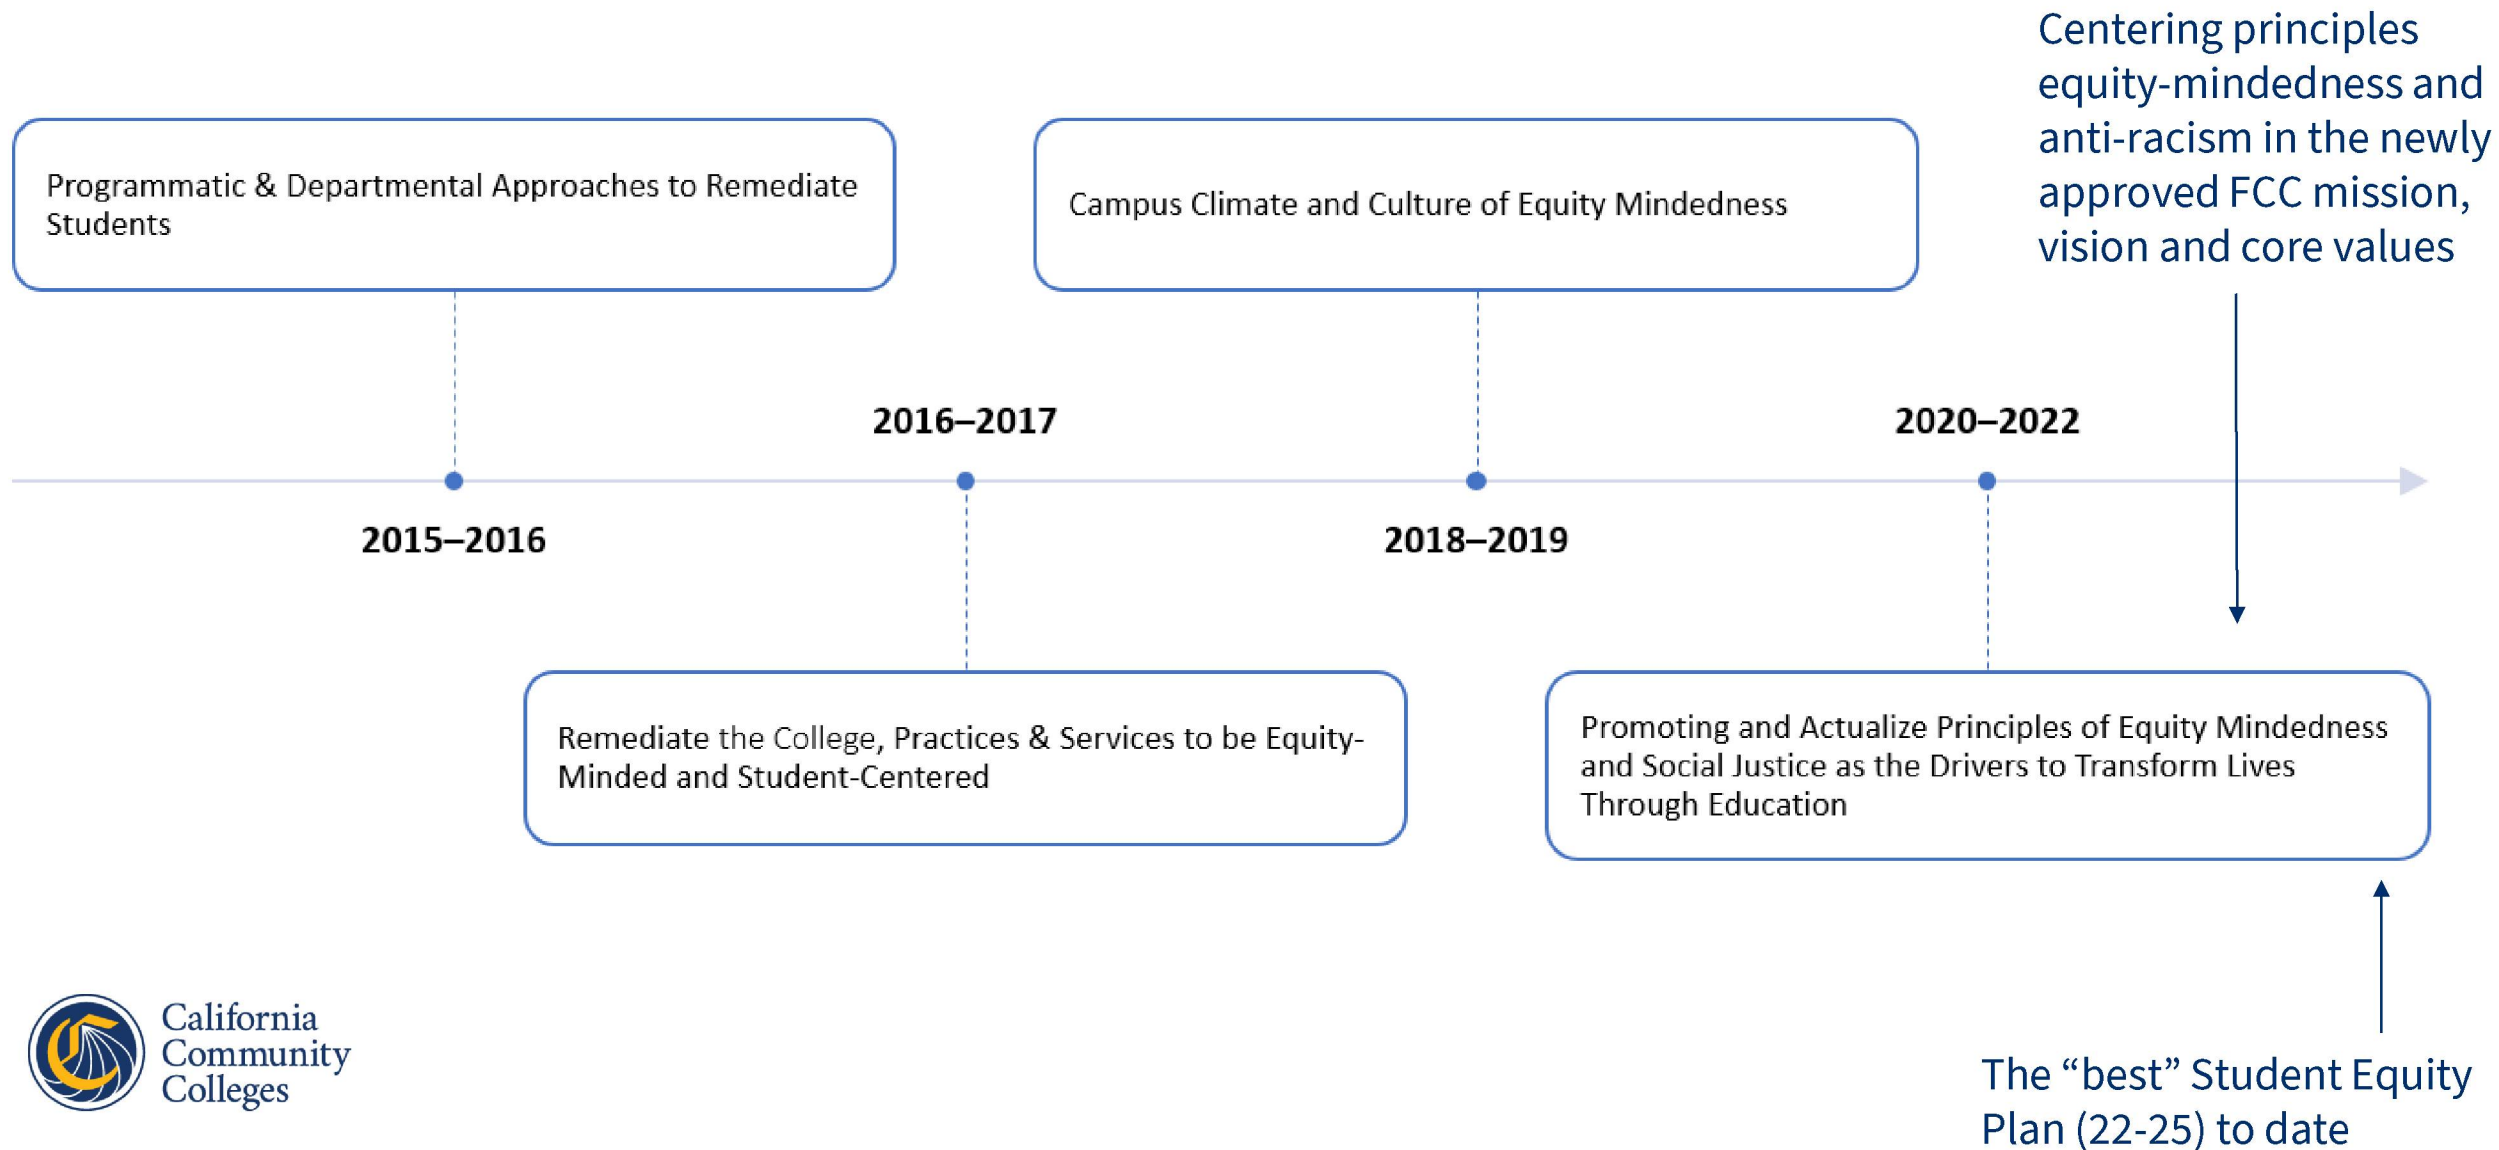 Centering principles
equity-mindedness and
anti-racism in the newly
approved FCC mission,
vision and core values
Programmatic & Departmental Approaches to Remediate
Students
Campus Climate and Culture of Equity Mindedness
2016–2017
2020–2022
2015–2016
2018–2019
Remediate the College, Practices & Services to be Equity-
Minded and Student-Centered
Promoting and Actualize Principles of Equity Mindedness
and Social Justice as the Drivers to Transform Lives
Through Education
California
Community
Colleges
The “best” Student Equity
Plan (22-25) to date